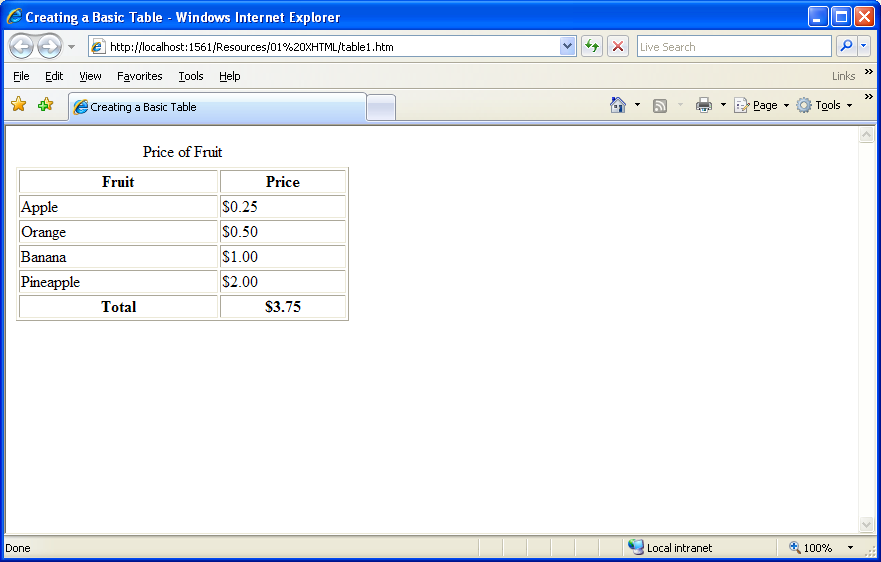 Creating a Basic Table - Windows Internet Explorer
http://localhost:1561/Resources/01%20XHTML/table1.htm Live Search
File Edit View Favorites Tools Help Links »
Creating a Basic Table Page Tools »
Price of Fruit
Fruit Price
Apple $0.25
Orange $0.50
Banana $1.00
Pineapple $2.00
Total $3.75
Done Local intranet 100%